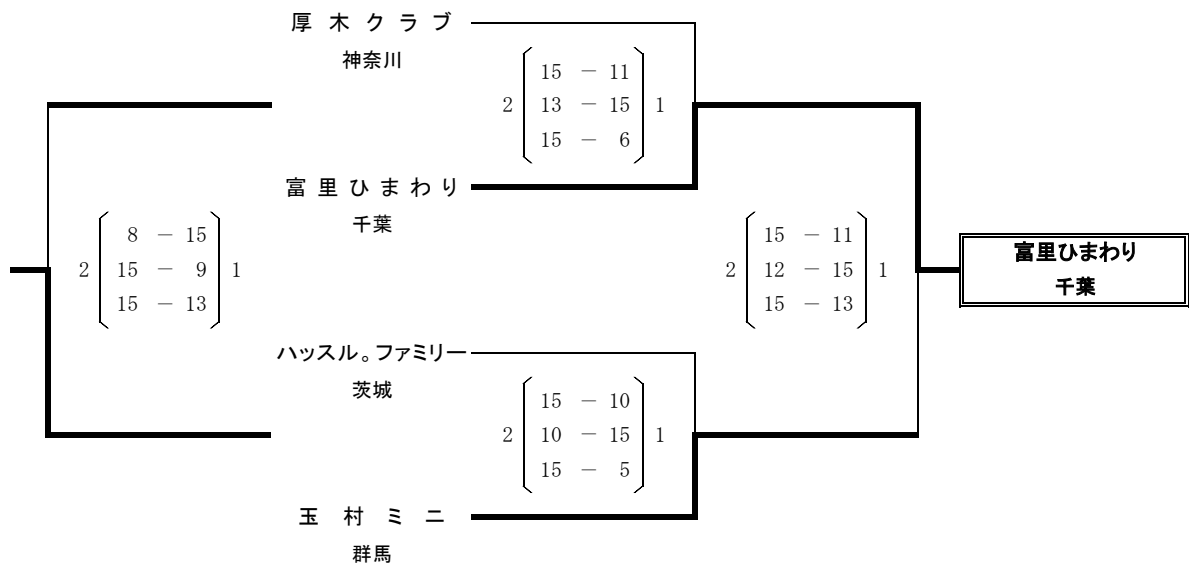 厚木クラブ
神奈川
2 15 － 11 1
13 － 15
15 － 6
富里ひまわり
千葉
2 8 － 15 1
15 － 9
15 － 13
2 15 － 11 1
12 － 15
15 － 13
富里ひまわり
千葉
ハッスル。ファミリー
茨城
2 15 － 10 1
10 － 15
15 － 5
玉村ミニ
群馬